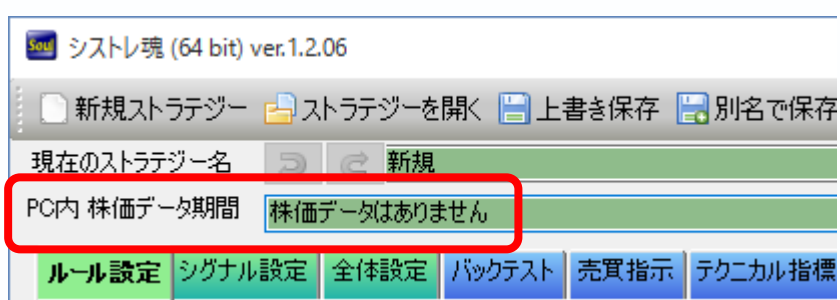 Soul シストレ魂 (64 bit) ver.1.2.06
新規ストラテジー ストラテジーを開く 上書き保存 別名で保存
現在のストラテジー名 新規
PC内 株価データ期間 株価データはありません
ルール設定 シグナル設定 全体設定 バックテスト 売買指示 テクニカル指標